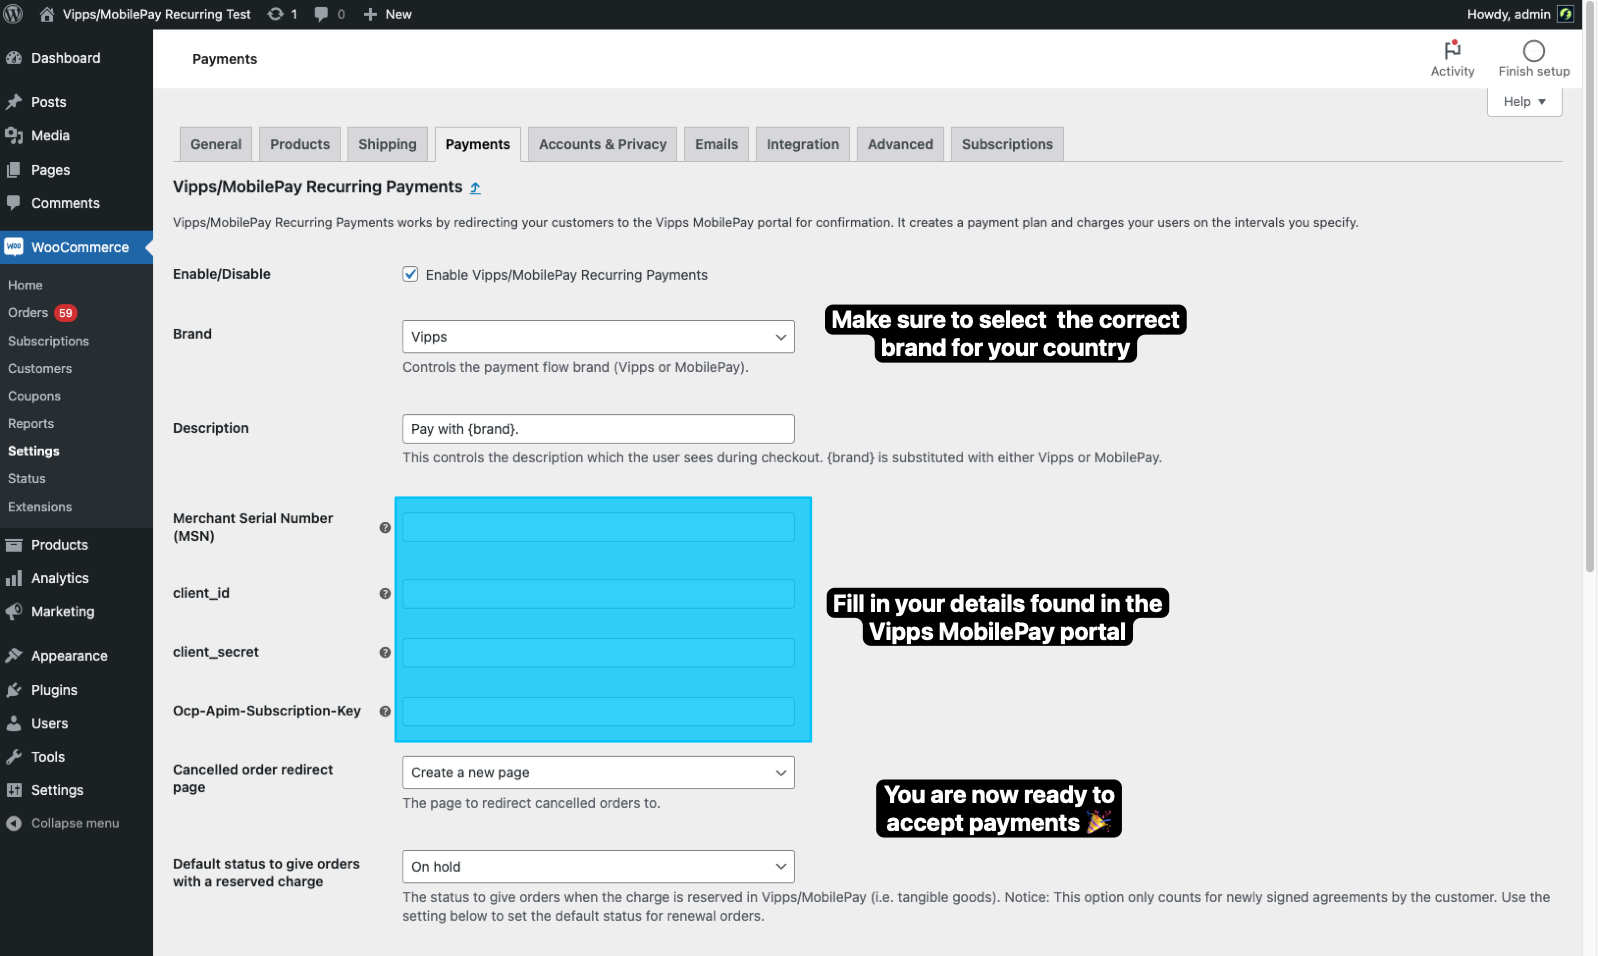 Vipps/MobilePay Recurring Test 1 0 New Howdy, admin
Dashboard
Posts
Media
Pages
Comments
WooCommerce
Home
Orders 59
Subscriptions
Customers
Coupons
Reports
Settings
Status
Extensions
Products
Analytics
Marketing
Appearance
Plugins
Users
Tools
Settings
Collapse menu
Payments
Activity
Finish setup
Help
General Products Shipping Payments Accounts & Privacy Emails Integration Advanced Subscriptions
Vipps/MobilePay Recurring Payments
Vipps/MobilePay Recurring Payments works by redirecting your customers to the Vipps MobilePay portal for confirmation. It creates a payment plan and charges your users on the intervals you specify.
Enable/Disable
Enable Vipps/MobilePay Recurring Payments
Brand
Vipps
Controls the payment flow brand (Vipps or MobilePay).
Make sure to select the correct
brand for your country
Description
Pay with {brand}.
This controls the description which the user sees during checkout. {brand} is substituted with either Vipps or MobilePay.
Merchant Serial Number
(MSN)
client_id
client_secret
Ocp-Apim-Subscription-Key
Fill in your details found in the
Vipps MobilePay portal
Cancelled order redirect
page
Create a new page
The page to redirect cancelled orders to.
You are now ready to
accept payments 🎉
Default status to give orders
with a reserved charge
On hold
The status to give orders when the charge is reserved in Vipps/MobilePay (i.e. tangible goods). Notice: This option only counts for newly signed agreements by the customer. Use the
setting below to set the default status for renewal orders.